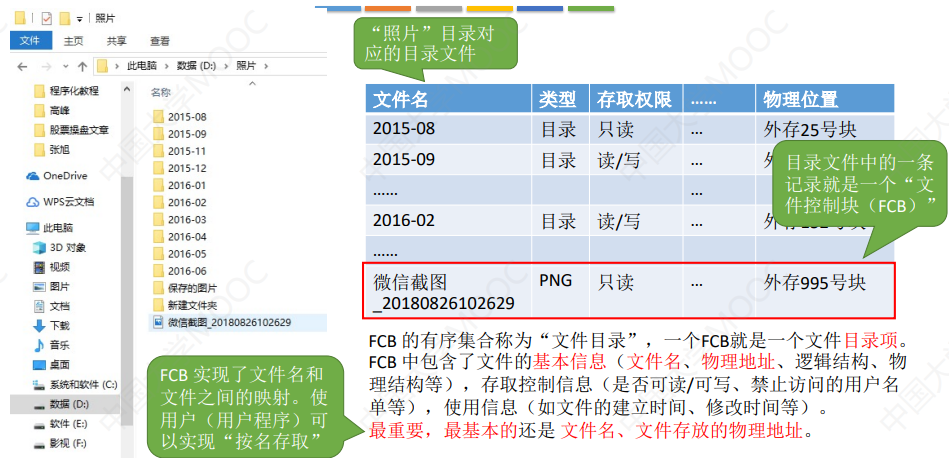 照片
文件
主页
共享
查看
此电脑 > 数据 (D:) > 照片 >
程序化教程
高峰
股票操盘文章
张旭
OneDrive
WPS云文档
此电脑
3D 对象
视频
图片
文档
下载
音乐
桌面
系统和软件 (C:)
数据 (D:)
软件 (E:)
影视 (F:)
名称
2015-08
2015-09
2015-11
2015-12
2016-01
2016-02
2016-03
2016-04
2016-05
2016-06
保存的图片
新建文件夹
微信截图_20180826102629
“照片”目录对
应的目录文件
文件名 类型 存取权限 …… 物理位置
2015-08 目录 只读 … 外存25号块
2015-09 目录 读/写 … 外
…… …
2016-02 目录 读/写 … 外存132号块
……
微信截图 PNG 只读 … 外存995号块
_20180826102629
目录文件中的一条
记录就是一个“文
件控制块（FCB）”
FCB 的有序集合称为“文件目录”，一个FCB就是一个文件目录项。
FCB 中包含了文件的基本信息（文件名、物理地址、逻辑结构、物
理结构等），存取控制信息（是否可读/可写、禁止访问的用户名
单等），使用信息（如文件的建立时间、修改时间等）。
最重要，最基本的还是 文件名、文件存放的物理地址。
FCB 实现了文件名和
文件之间的映射。使
用户（用户程序）可
以实现“按名存取”
中国大学MOOC